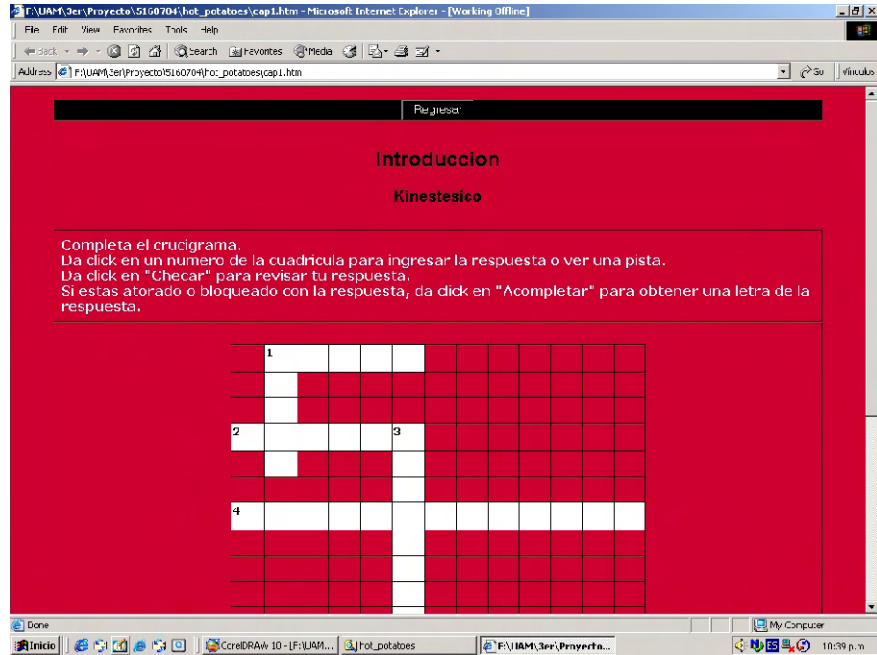 F:\UAM\3er\Proyecto\5160704\hot_potatoes\cap1.htm - Microsoft Internet Explorer - [Working Offline]
File Edit View Favorites Tools Help
Back Search Favorites Media
Address F:\UAM\3er\Proyecto\5160704\hot_potatoes\cap1.htm Go Vínculos
Regresar
Introduccion
Kinestesico
Completa el crucigrama.
Da click en un numero de la cuadricula para ingresar la respuesta o ver una pista.
Da click en "Checar" para revisar tu respuesta.
Si estas atorado o bloqueado con la respuesta, da click en "Acompletar" para obtener una letra de la
respuesta.
1
2 3
4
Done My Computer
Inicio CorelDRAW 10 - [F:\UAM... hot_potatoes F:\UAM\3er\Proyecto... ES 10:39 p.m.